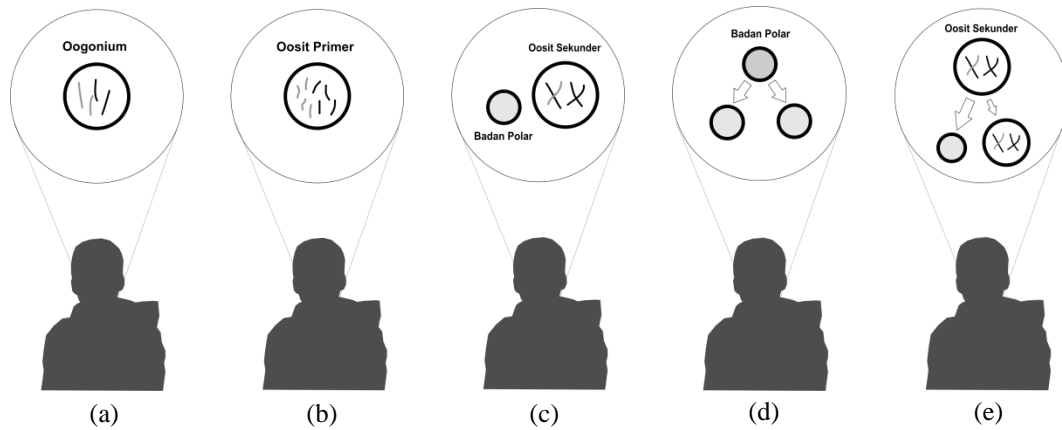 Oogonium
Oosit Primer
Oosit Sekunder
Badan Polar
Badan Polar
Oosit Sekunder
(a)
(b)
(c)
(d)
(e)